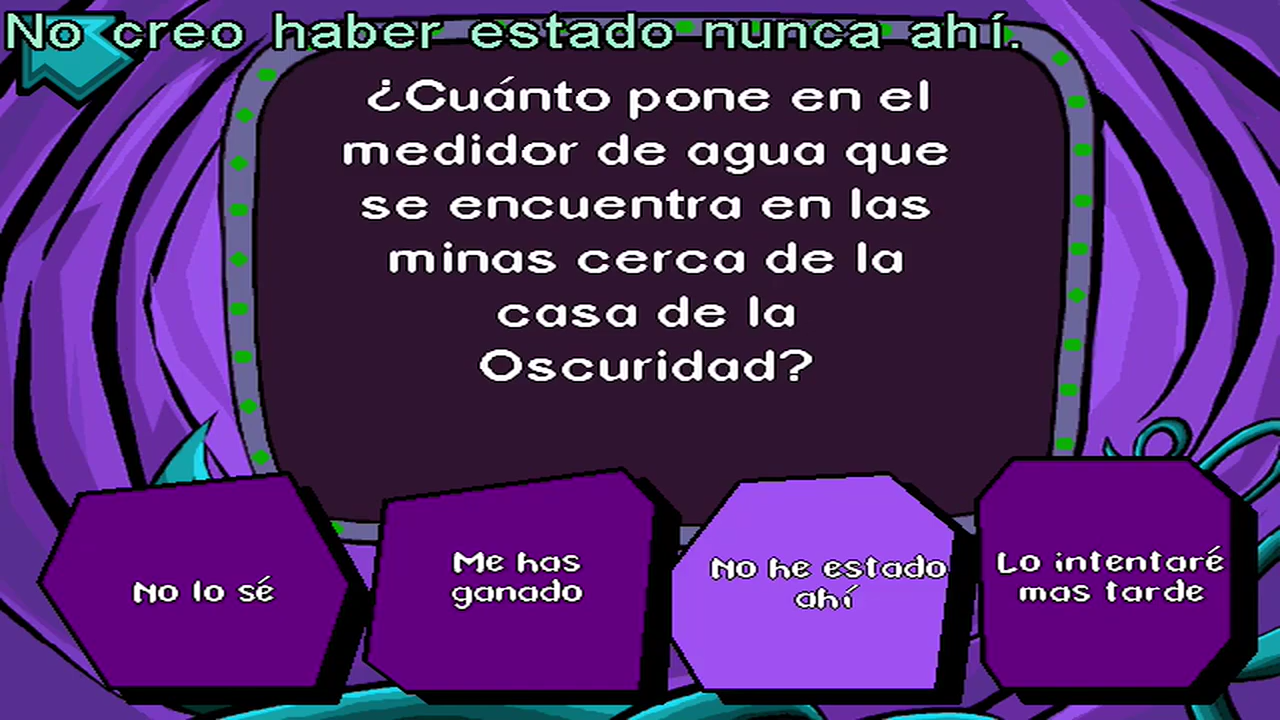 No creo haber estado nunca ahí.
¿Cuánto pone en el
medidor de agua que
se encuentra en las
minas cerca de la
casa de la
Oscuridad?
No lo sé
Me has
ganado
No he estado
ahí
Lo intentaré
mas tarde